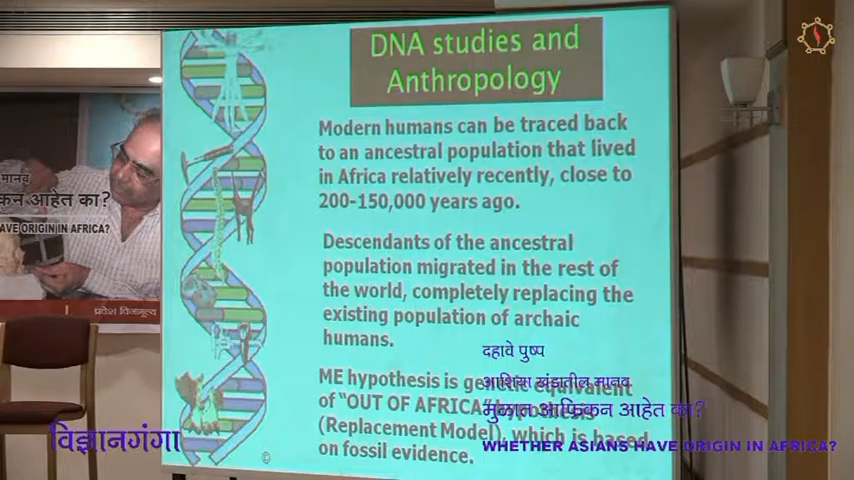 DNA studies and
Anthropology
Modern humans can be traced back
to an ancestral population that lived
in Africa relatively recently, close to
200-150,000 years ago.
Descendants of the ancestral
population migrated in the rest of
the world, completely replacing the
existing population of archaic
humans.
ME hypothesis is genetic equivalent
of “OUT OF AFRICA”
(Replacement Model), which is based
on fossil evidence.
©
मानव
कन आहेत का?
AVE ORIGIN IN AFRICA?
प्रवेश विनामूल्य
दहावे पुष्प
आशिया खंडातील मानव
मुळात आफ्रिकन आहेत का?
WHETHER ASIANS HAVE ORIGIN IN AFRICA?
विज्ञानगंगा